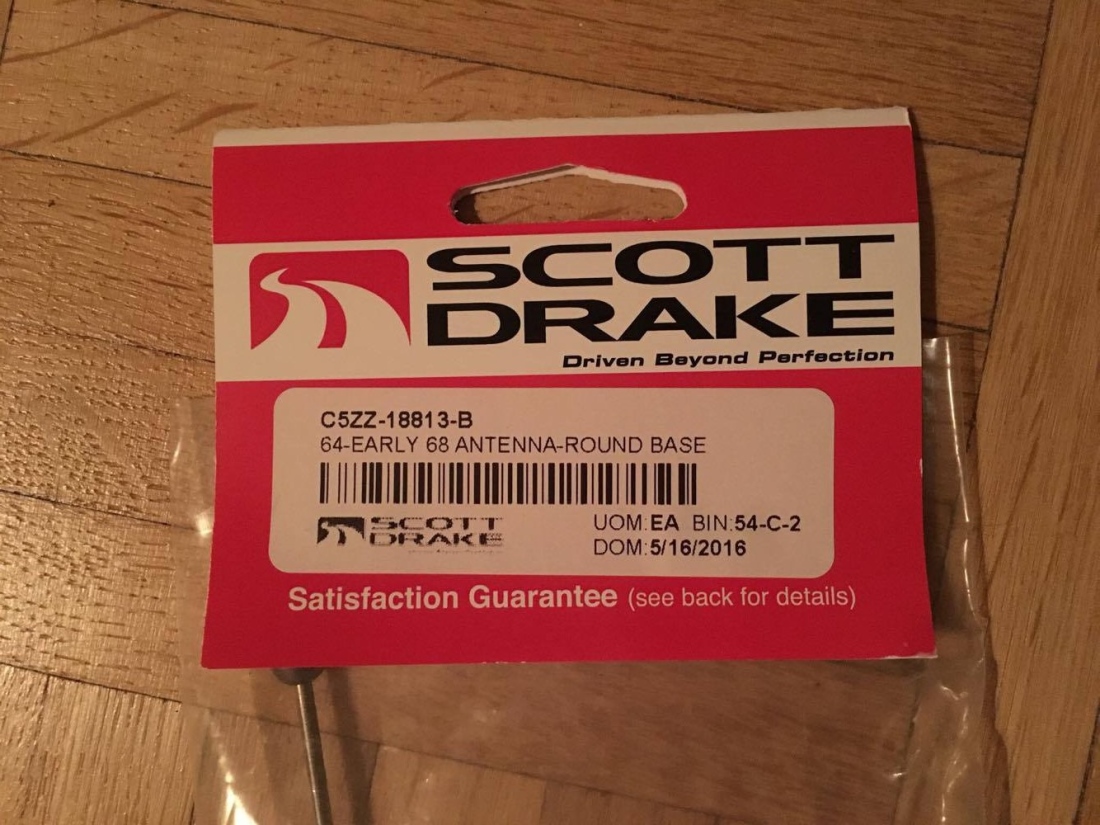 SCOTT
DRAKE
Driven Beyond Perfection
C5ZZ-18813-B
64-EARLY 68 ANTENNA-ROUND BASE
SCOTT
DRAKE
UOM:EA BIN:54-C-2
DOM:5/16/2016
Satisfaction Guarantee (see back for details)